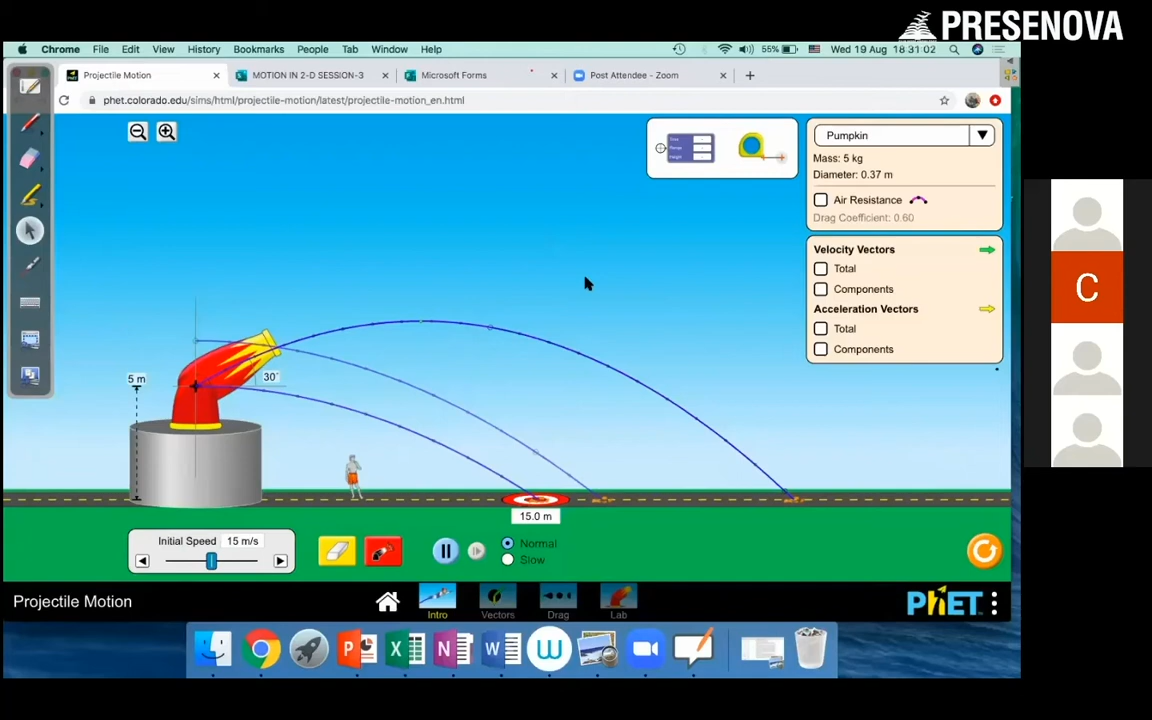 PRESENOVA
Chrome File Edit View History Bookmarks People Tab Window Help 55% Wed 19 Aug 18:31:02
Projectile Motion MOTION IN 2-D SESSION-3 Microsoft Forms Post Attendee - Zoom
phet.colorado.edu/sims/html/projectile-motion/latest/projectile-motion_en.html
Pumpkin
Mass: 5 kg
Diameter: 0.37 m
Air Resistance
Drag Coefficient: 0.60
Velocity Vectors
Total
Components
Acceleration Vectors
Total
Components
5 m
30°
C
15.0 m
Initial Speed 15 m/s
Normal
Slow
Projectile Motion
Intro Vectors Drag Lab
PhET